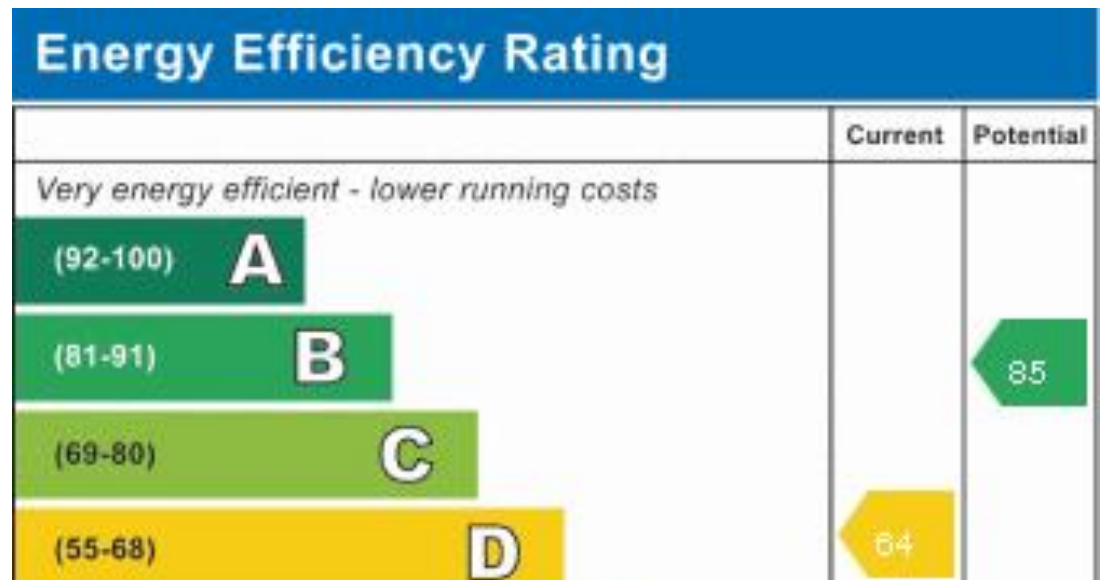 Energy Efficiency Rating
Current Potential
Very energy efficient - lower running costs
(92-100) A
(81-91) B
85
(69-80) C
(55-68) D
64